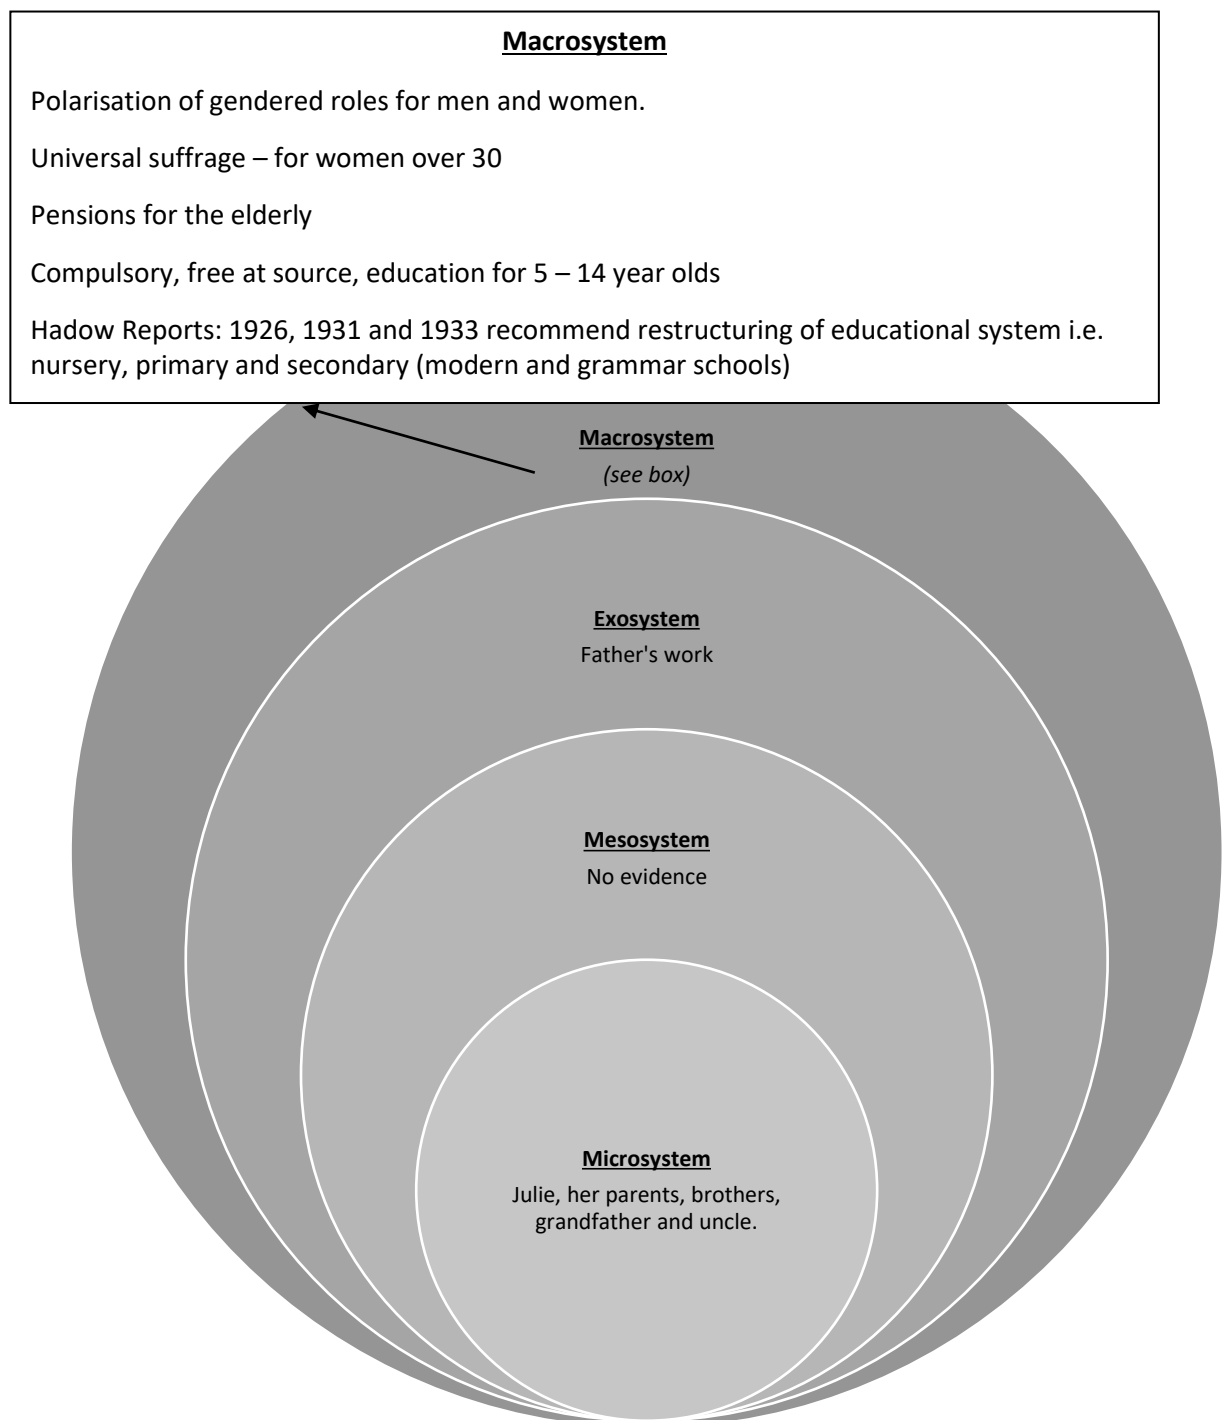 Macrosystem
Polarisation of gendered roles for men and women.
Universal suffrage – for women over 30
Pensions for the elderly
Compulsory, free at source, education for 5 – 14 year olds
Hadow Reports: 1926, 1931 and 1933 recommend restructuring of educational system i.e.
nursery, primary and secondary (modern and grammar schools)
Macrosystem
(see box)
Exosystem
Father's work
Mesosystem
No evidence
Microsystem
Julie, her parents, brothers,
grandfather and uncle.